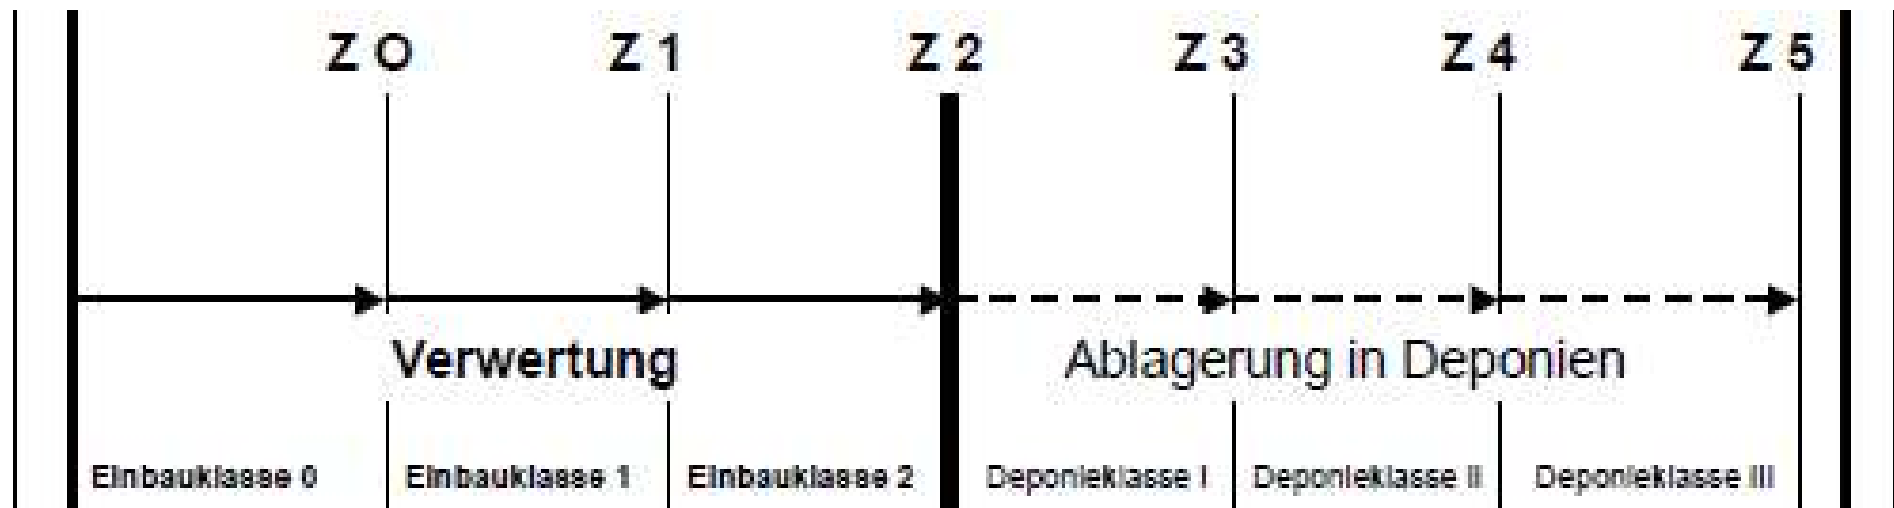 Z 0 Z 1 Z 2 Z 3 Z 4 Z 5
Verwertung Ablagerung in Deponien
Einbauklasse 0 Einbauklasse 1 Einbauklasse 2 Deponieklasse I Deponieklasse II Deponieklasse III